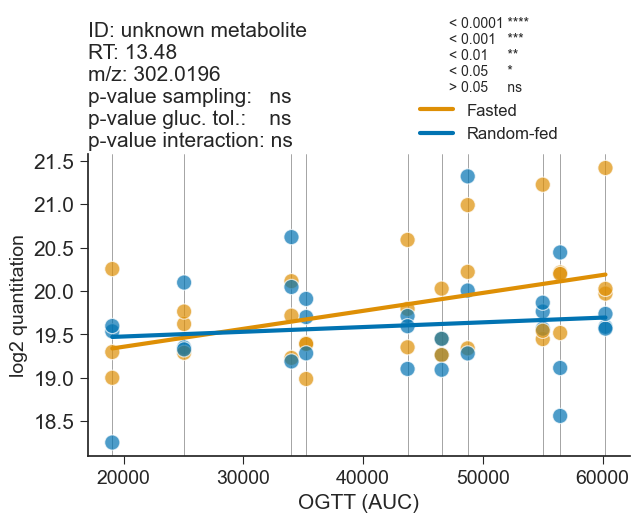 ID: unknown metabolite
RT: 13.48
m/z: 302.0196
p-value sampling: ns
p-value gluc. tol.: ns
p-value interaction: ns
< 0.0001 ****
< 0.001 ***
< 0.01 **
< 0.05 *
> 0.05 ns
Fasted
Random-fed
21.5
21.0
20.5
20.0
19.5
19.0
18.5
log2 quantitation
20000 30000 40000 50000 60000
OGTT (AUC)